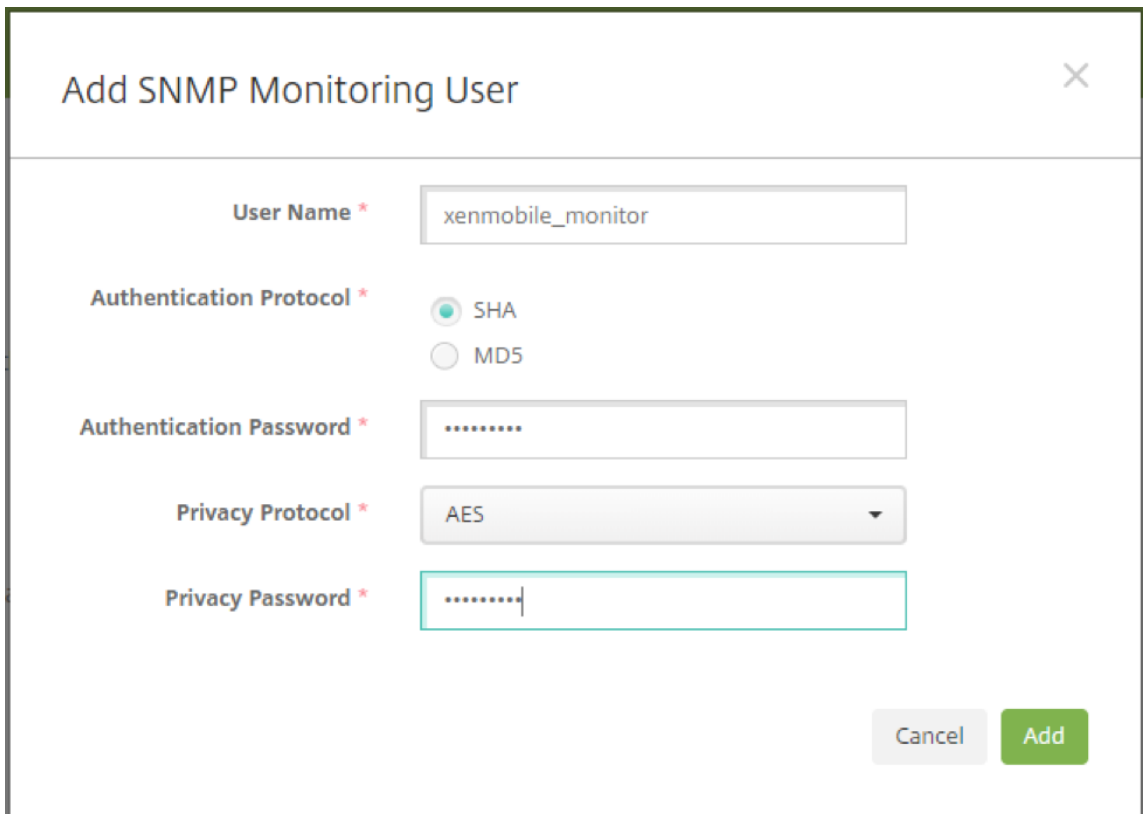 Add SNMP Monitoring User
User Name *
xenmobile_monitor
Authentication Protocol *
SHA
MD5
Authentication Password *
•••••••••
Privacy Protocol *
AES
Privacy Password *
•••••••••
Cancel
Add